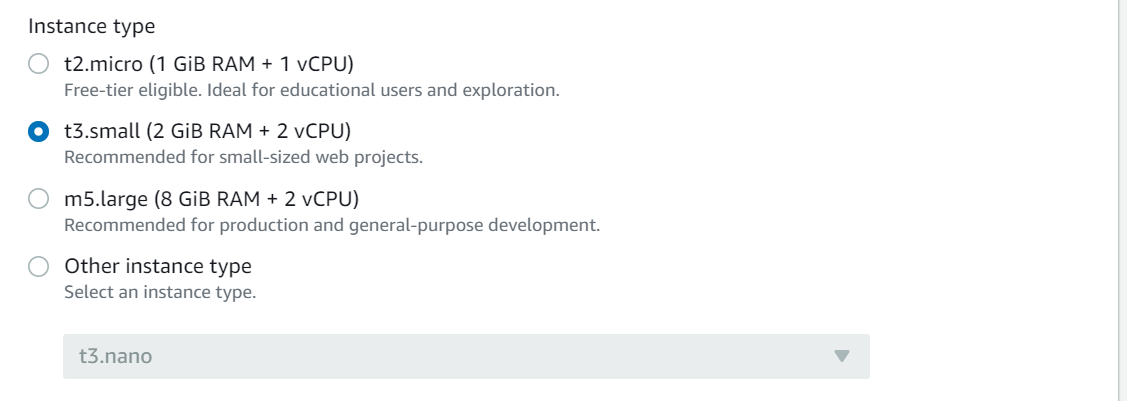 Instance type
t2.micro (1 GiB RAM + 1 vCPU)
Free-tier eligible. Ideal for educational users and exploration.
t3.small (2 GiB RAM + 2 vCPU)
Recommended for small-sized web projects.
m5.large (8 GiB RAM + 2 vCPU)
Recommended for production and general-purpose development.
Other instance type
Select an instance type.
t3.nano